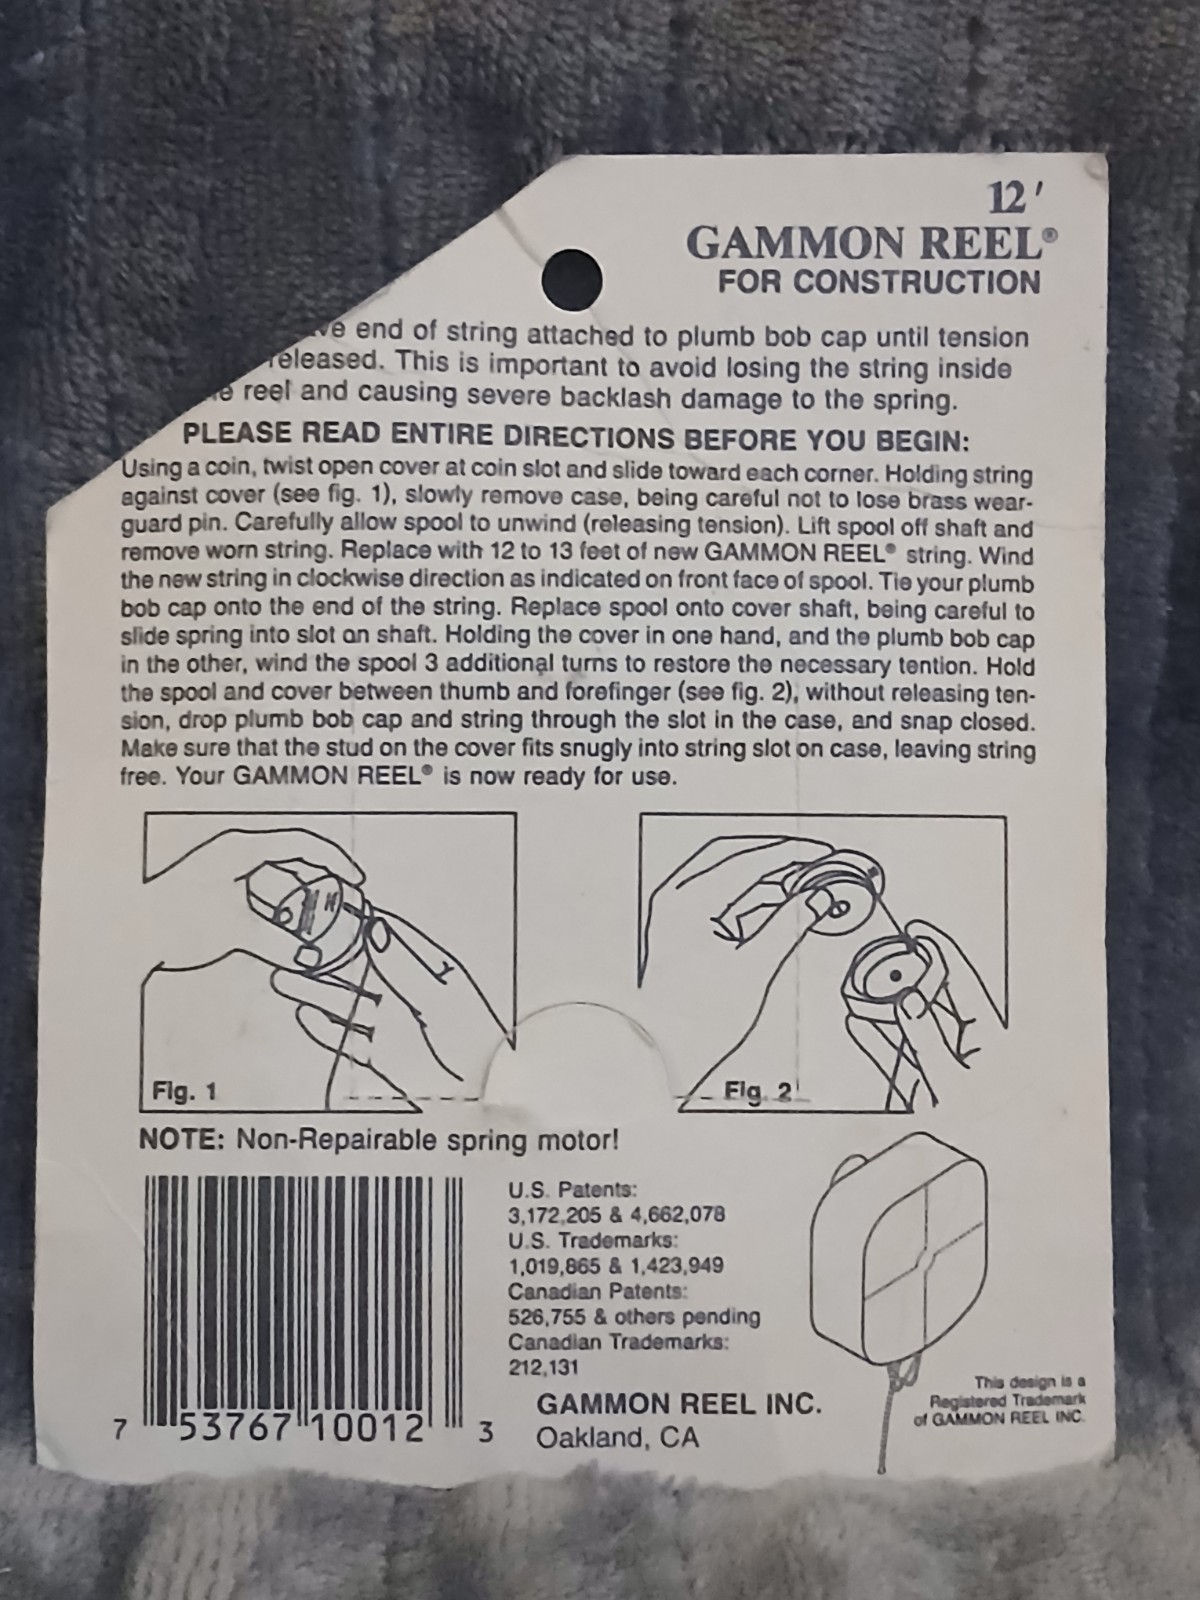 12'
GAMMON REEL®
FOR CONSTRUCTION
end of string attached to plumb bob cap until tension
released. This is important to avoid losing the string inside
reel and causing severe backlash damage to the spring.
PLEASE READ ENTIRE DIRECTIONS BEFORE YOU BEGIN:
Using a coin, twist open cover at coin slot and slide toward each corner. Holding string
against cover (see fig. 1), slowly remove case, being careful not to lose brass wear-
guard pin. Carefully allow spool to unwind (releasing tension). Lift spool off shaft and
remove worn string. Replace with 12 to 13 feet of new GAMMON REEL® string. Wind
the new string in clockwise direction as indicated on front face of spool. Tie your plumb
bob cap onto the end of the string. Replace spool onto cover shaft, being careful to
slide spring into slot on shaft. Holding the cover in one hand, and the plumb bob cap
in the other, wind the spool 3 additional turns to restore the necessary tention. Hold
the spool and cover between thumb and forefinger (see fig. 2), without releasing ten-
sion, drop plumb bob cap and string through the slot in the case, and snap closed.
Make sure that the stud on the cover fits snugly into string slot on case, leaving string
free. Your GAMMON REEL® is now ready for use.
Fig. 1
Fig. 2
NOTE: Non-Repairable spring motor!
U.S. Patents:
3,172,205 & 4,662,078
U.S. Trademarks:
1,019,865 & 1,423,949
Canadian Patents:
526,755 & others pending
Canadian Trademarks:
212,131
GAMMON REEL INC.
Oakland, CA
This design is a
Registered Trademark
of GAMMON REEL INC.
7 53767 10012 3